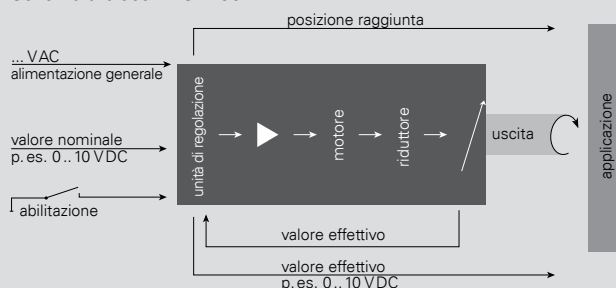 posizione raggiunta
... VAC
alimentazione generale
valore nominale
p. es. 0 .. 10 VDC
abilitazione
unità di regolazione
motore
riduttore
uscita
applicazione
valore effettivo
valore effettivo
p. es. 0 .. 10 VDC